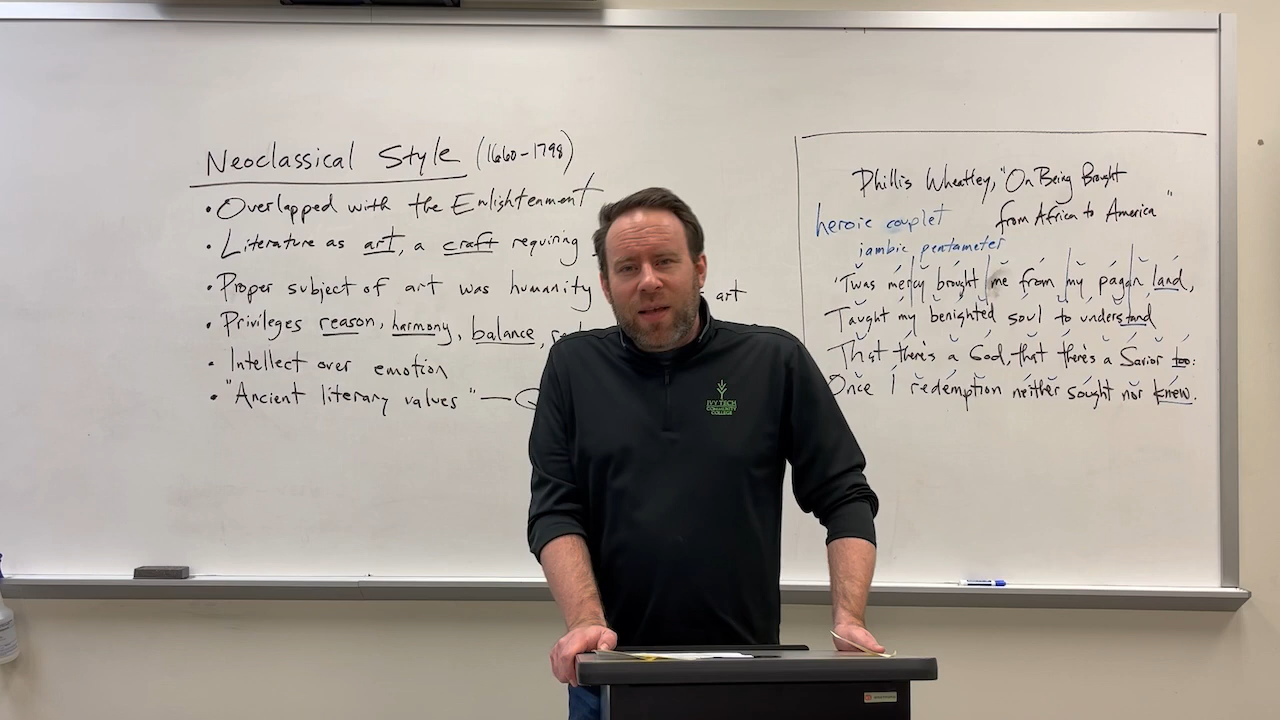 Neoclassical Style (1660-1798)
• Overlapped with the Enlightenment
• Literature as art, a craft requiring
• Proper subject of art was humanity art
• Privileges reason, harmony, balance,
• Intellect over emotion
• "Ancient literary values" —
Phillis Wheatley, "On Being Brought
from Africa to America"
heroic couplet
iambic pentameter
'Twas mercy brought me from my pagan land,
Taught my benighted soul to understand
That there's a God, that there's a Savior too:
Once I redemption neither sought nor knew.
IVY TECH
COMMUNITY
COLLEGE